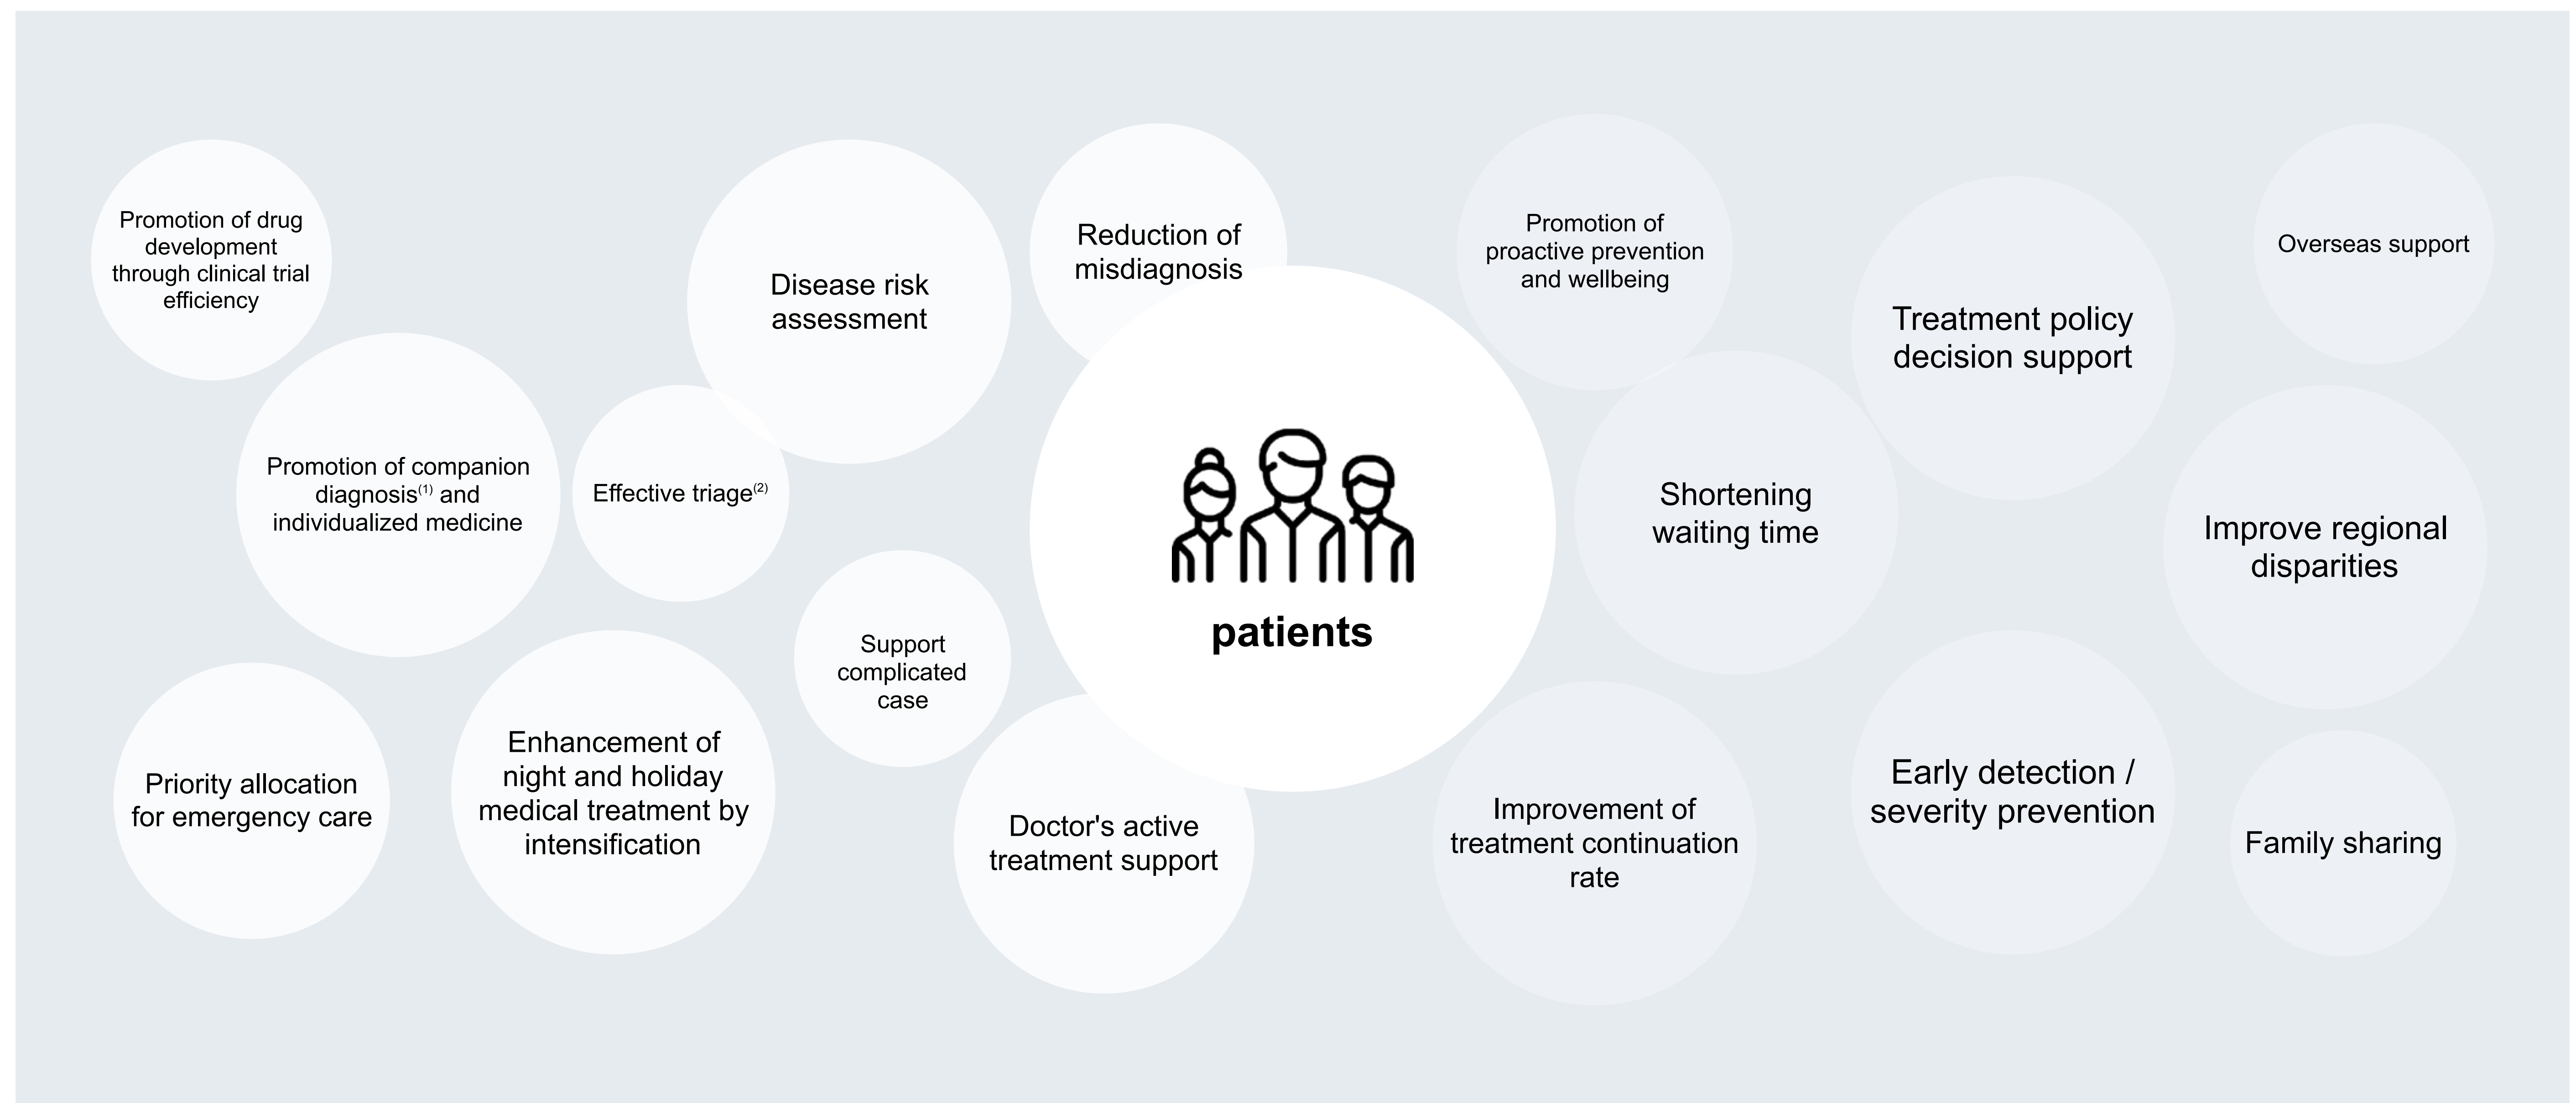 Promotion of drug
development
through clinical trial
efficiency
Disease risk
assessment
Reduction of
misdiagnosis
Promotion of
proactive prevention
and wellbeing
Treatment policy
decision support
Overseas support
Promotion of companion
diagnosis(1) and
individualized medicine
Effective triage(2)
Support
complicated
case
patients
Shortening
waiting time
Improve regional
disparities
Priority allocation
for emergency care
Enhancement of
night and holiday
medical treatment by
intensification
Doctor's active
treatment support
Improvement of
treatment continuation
rate
Early detection /
severity prevention
Family sharing